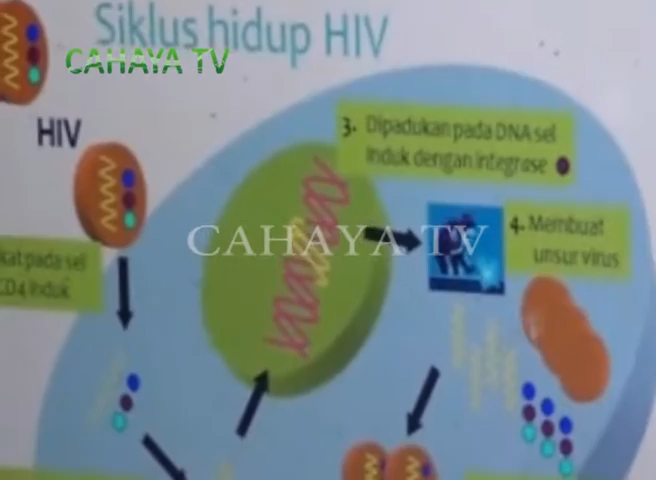 Siklus hidup HIV
CAHAYA TV
HIV
3. Dipadukan pada DNA sel
Induk dengan integrase
CAHAYA TV
4. Membuat
unsur virus
pada sel
CD4 Induk